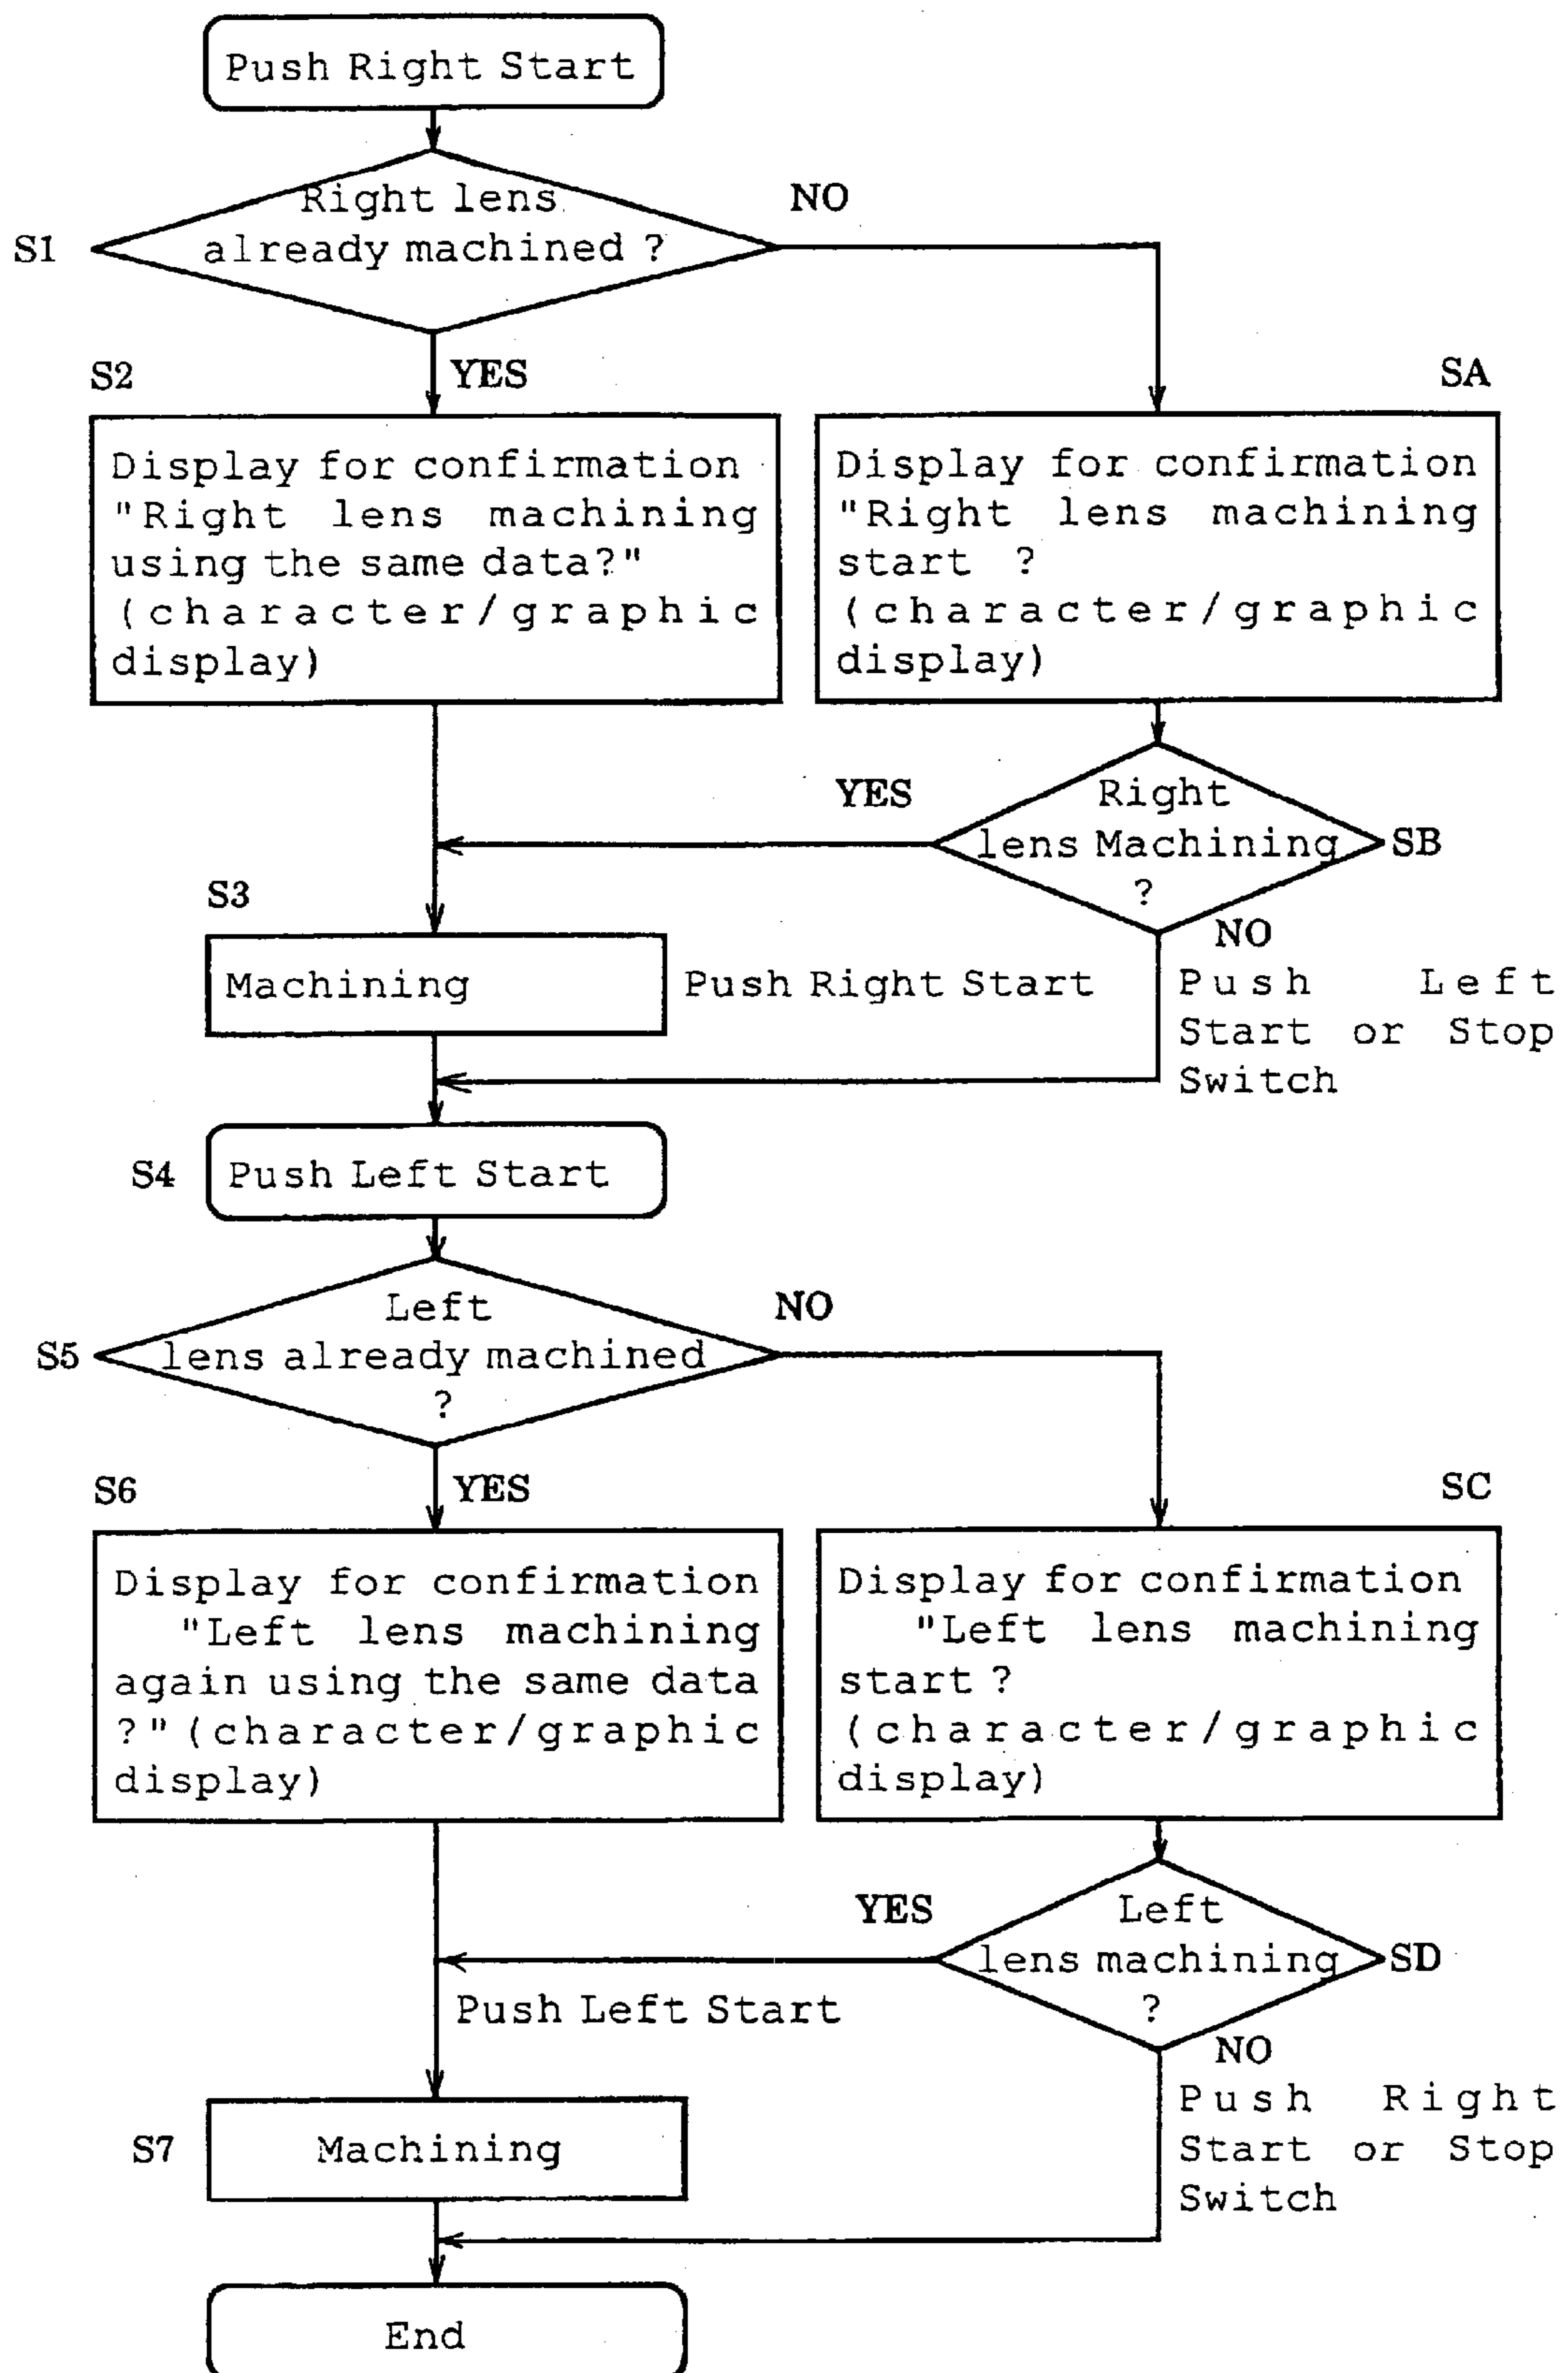 Push Right Start
Right lens
already machined ?
NO
S1
S2
YES
SA
Display for confirmation
"Right lens machining
using the same data?"
(character/graphic
display)
Display for confirmation
"Right lens machining
start ?
(character/graphic
display)
YES
Right
lens Machining
?
SB
S3
NO
Machining
Push Right Start
Push Left
Start or Stop
Switch
S4
Push Left Start
Left
lens already machined
?
NO
S5
S6
YES
SC
Display for confirmation
"Left lens machining
again using the same data
?" (character/graphic
display)
Display for confirmation
"Left lens machining
start ?
(character/graphic
display)
YES
Left
lens machining
?
SD
Push Left Start
NO
Push Right
Start or Stop
Switch
S7
Machining
End